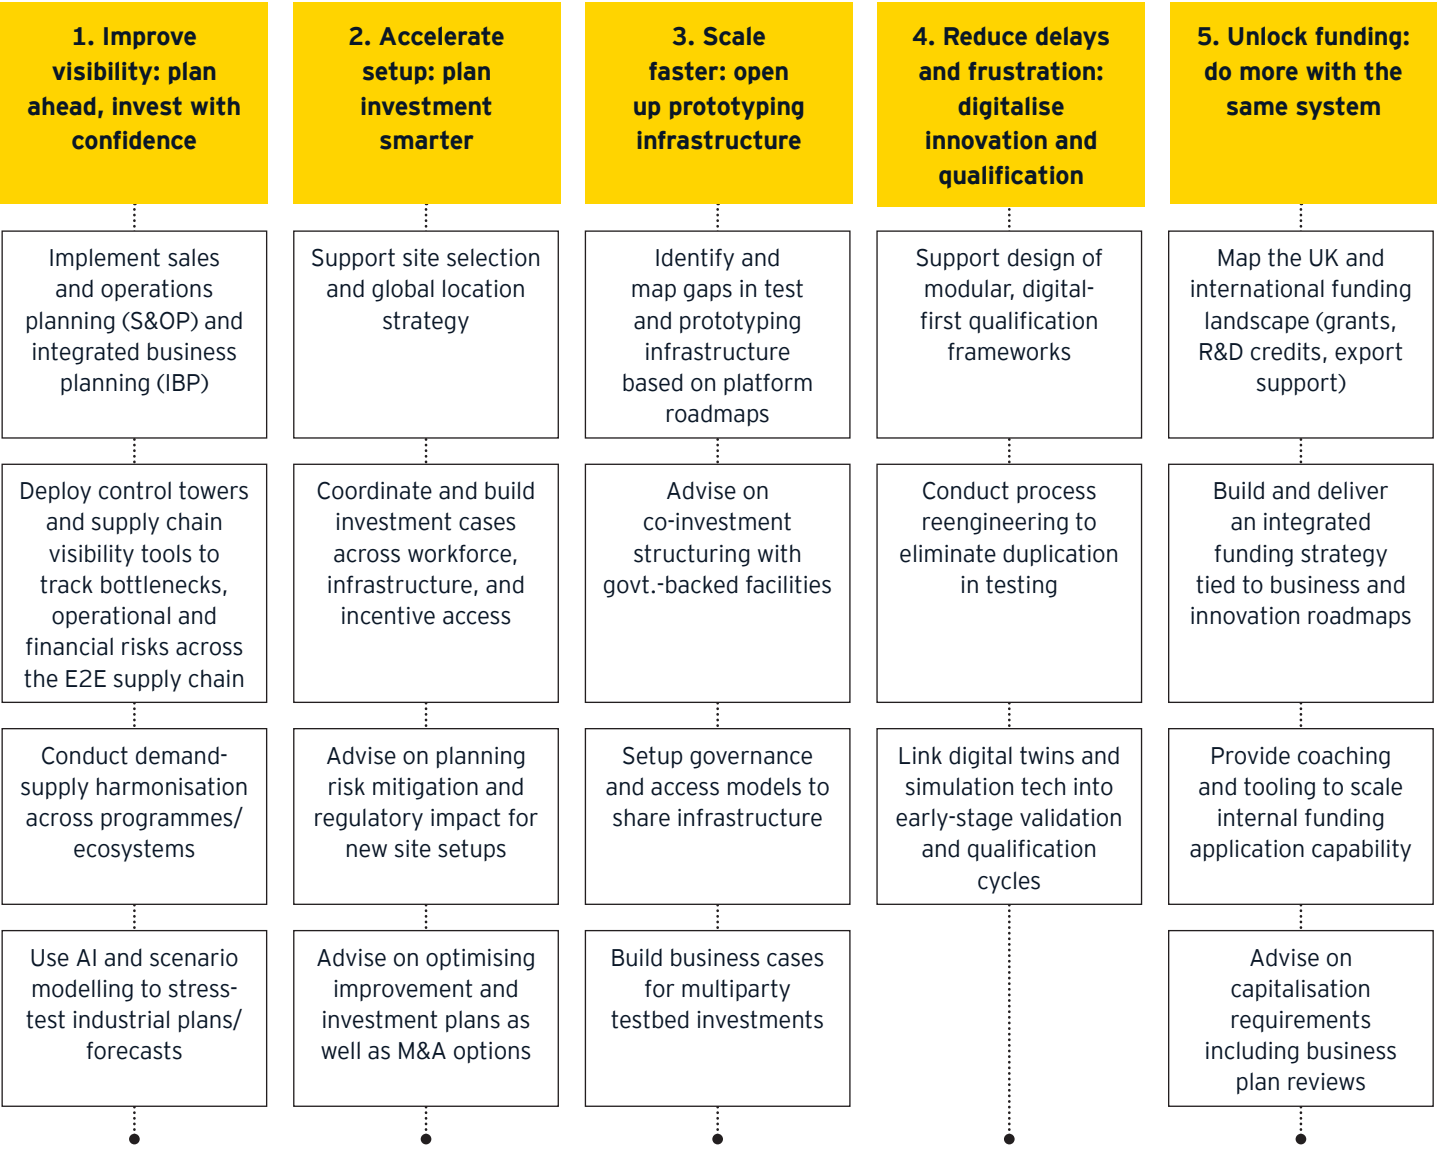 1. Improve
visibility: plan
ahead, invest with
confidence
Implement sales
and operations
planning (S&OP) and
integrated business
planning (IBP)
Deploy control towers
and supply chain
visibility tools to
track bottlenecks,
operational and
financial risks across
the E2E supply chain
Conduct demand-
supply harmonisation
across programmes/
ecosystems
Use AI and scenario
modelling to stress-
test industrial plans/
forecasts
2. Accelerate
setup: plan
investment
smarter
Support site selection
and global location
strategy
Coordinate and build
investment cases
across workforce,
infrastructure, and
incentive access
Advise on planning
risk mitigation and
regulatory impact for
new site setups
Advise on optimising
improvement and
investment plans as
well as M&A options
3. Scale
faster: open
up prototyping
infrastructure
Identify and
map gaps in test
and prototyping
infrastructure
based on platform
roadmaps
Advise on
co-investment
structuring with
govt.-backed facilities
Setup governance
and access models to
share infrastructure
Build business cases
for multiparty
testbed investments
4. Reduce delays
and frustration:
digitalise
innovation and
qualification
Support design of
modular, digital-
first qualification
frameworks
Conduct process
reengineering to
eliminate duplication
in testing
Link digital twins and
simulation tech into
early-stage validation
and qualification
cycles
5. Unlock funding:
do more with the
same system
Map the UK and
international funding
landscape (grants,
R&D credits, export
support)
Build and deliver
an integrated
funding strategy
tied to business and
innovation roadmaps
Provide coaching
and tooling to scale
internal funding
application capability
Advise on
capitalisation
requirements
including business
plan reviews